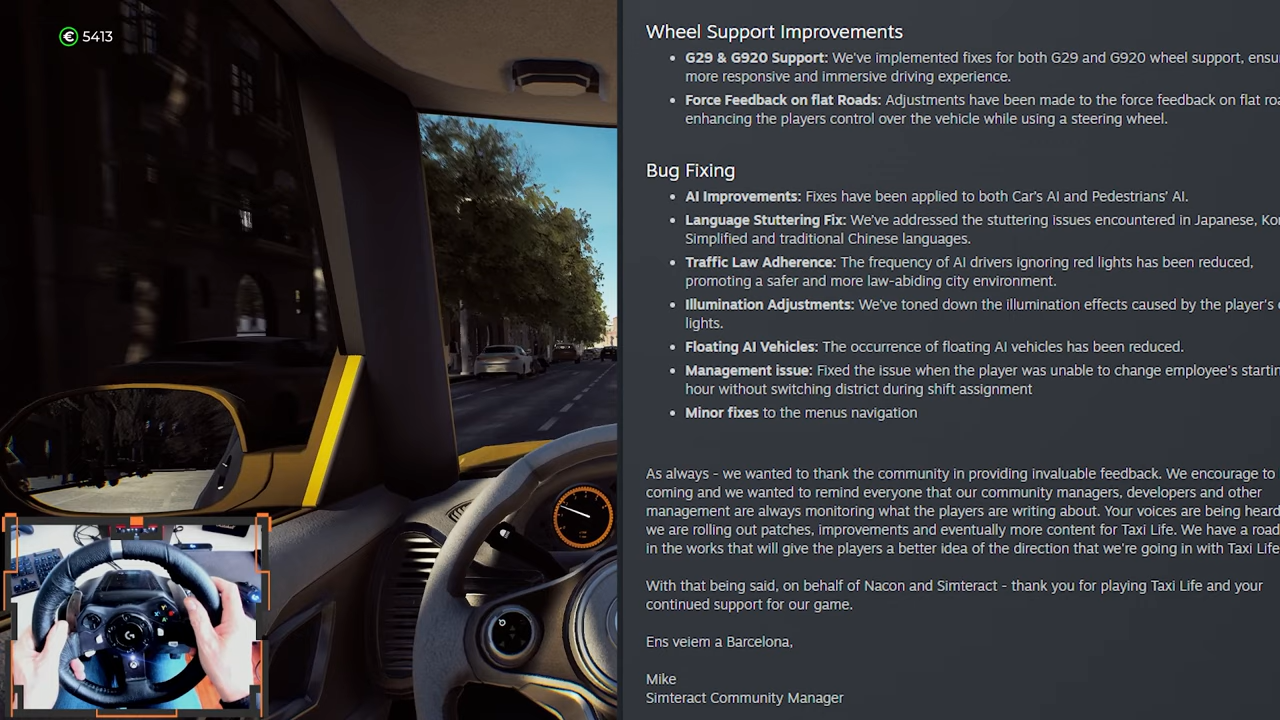 5413
Wheel Support Improvements
G29 & G920 Support: We've implemented fixes for both G29 and G920 wheel support, ensu
more responsive and immersive driving experience.
Force Feedback on flat Roads: Adjustments have been made to the force feedback on flat roa
enhancing the players control over the vehicle while using a steering wheel.
Bug Fixing
AI Improvements: Fixes have been applied to both Car's AI and Pedestrians' AI.
Language Stuttering Fix: We've addressed the stuttering issues encountered in Japanese, Kor
Simplified and traditional Chinese languages.
Traffic Law Adherence: The frequency of AI drivers ignoring red lights has been reduced,
promoting a safer and more law-abiding city environment.
Illumination Adjustments: We've toned down the illumination effects caused by the player's
lights.
Floating AI Vehicles: The occurrence of floating AI vehicles has been reduced.
Management issue: Fixed the issue when the player was unable to change employee's startin
hour without switching district during shift assignment
Minor fixes to the menus navigation
As always - we wanted to thank the community in providing invaluable feedback. We encourage to
coming and we wanted to remind everyone that our community managers, developers and other
management are always monitoring what the players are writing about. Your voices are being heard
we are rolling out patches, improvements and eventually more content for Taxi Life. We have a road
in the works that will give the players a better idea of the direction that we're going in with Taxi Life
With that being said, on behalf of Nacon and Simteract - thank you for playing Taxi Life and your
continued support for our game.
Ens veiem a Barcelona,
Mike
Simteract Community Manager